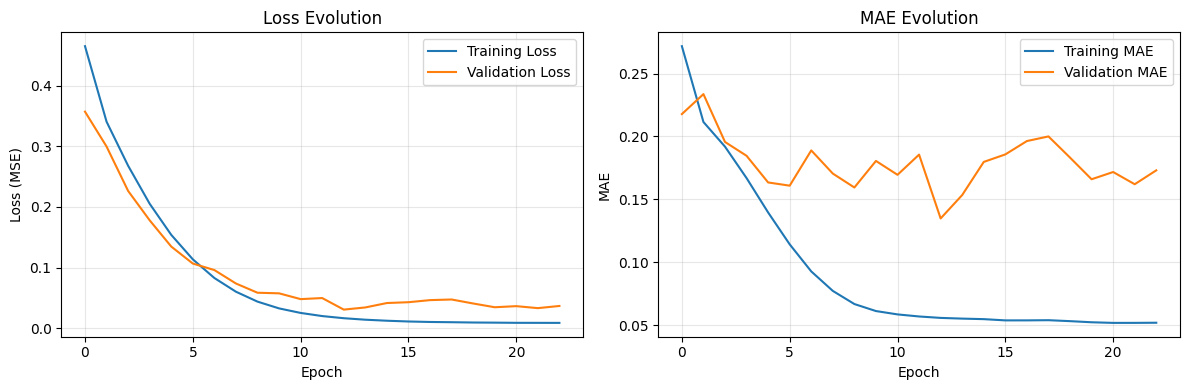 Loss Evolution
Loss (MSE)
0.4
0.3
0.2
0.1
0.0
Training Loss
Validation Loss
0
5
10
15
20
Epoch
MAE Evolution
MAE
0.25
0.20
0.15
0.10
0.05
Training MAE
Validation MAE
0
5
10
15
20
Epoch